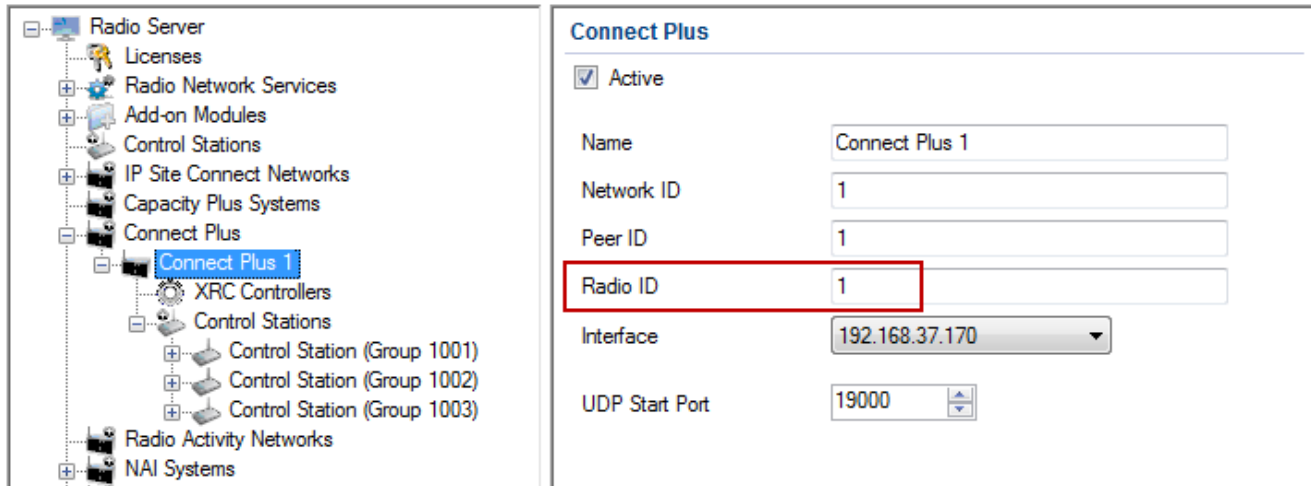 Radio Server
Licenses
Radio Network Services
Add-on Modules
Control Stations
IP Site Connect Networks
Capacity Plus Systems
Connect Plus
Connect Plus 1
XRC Controllers
Control Stations
Control Station (Group 1001)
Control Station (Group 1002)
Control Station (Group 1003)
Radio Activity Networks
NAI Systems
Connect Plus
Active
Name Connect Plus 1
Network ID 1
Peer ID 1
Radio ID 1
Interface 192.168.37.170
UDP Start Port 19000